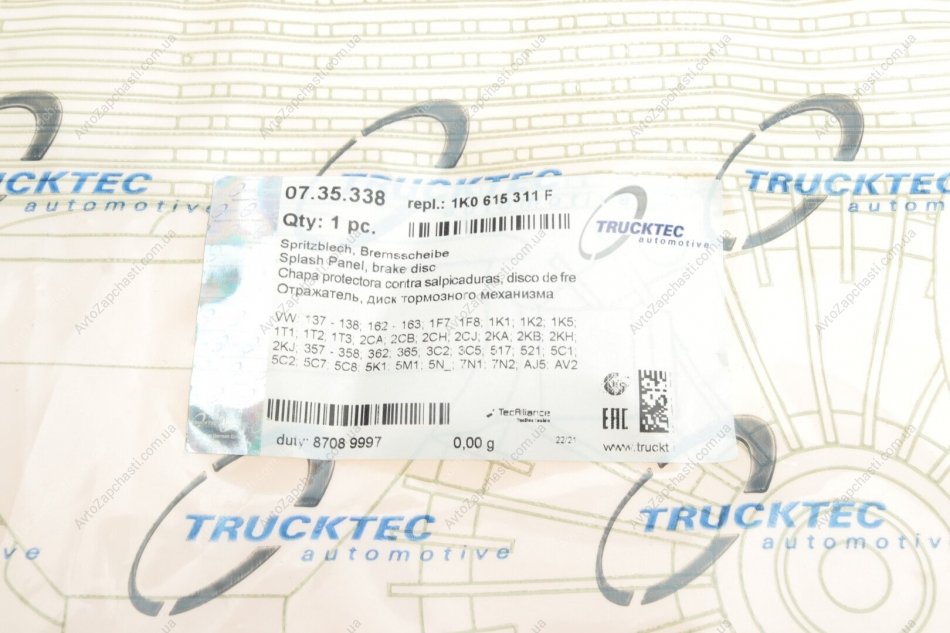 TRUCKTEC
TRUCKTEC
TRUCKTEC
07.35.338 repl.: 1K0 615 311 F
Qty: 1 pc.
TRUCKTEC
automotive
Spritzblech, Bremsscheibe
Splash Panel, brake disc
Chapa protectora contra salpicaduras, disco de fre
Отражатель, диск тормозного механизма
VW: 137 - 138; 162 - 163; 1F7; 1F8; 1K1; 1K2; 1K5;
1T1; 1T2; 1T3; 2CA; 2CB; 2CH; 2CJ; 2KA; 2KB; 2KH;
2KJ; 357 - 358; 362; 365; 3C2; 3C5; 517; 521; 5C1;
5C2; 5C7; 5C8; 5K1; 5M1; 5N_; 7N1; 7N2; AJ5; AV2
TecAlliance
EAC
duty: 8708 9997 0,00 g 22/21 www.truckt
TRUCKTEC
automotive
TRUCKTEC
automotive
AvtoZapchasti.com.ua